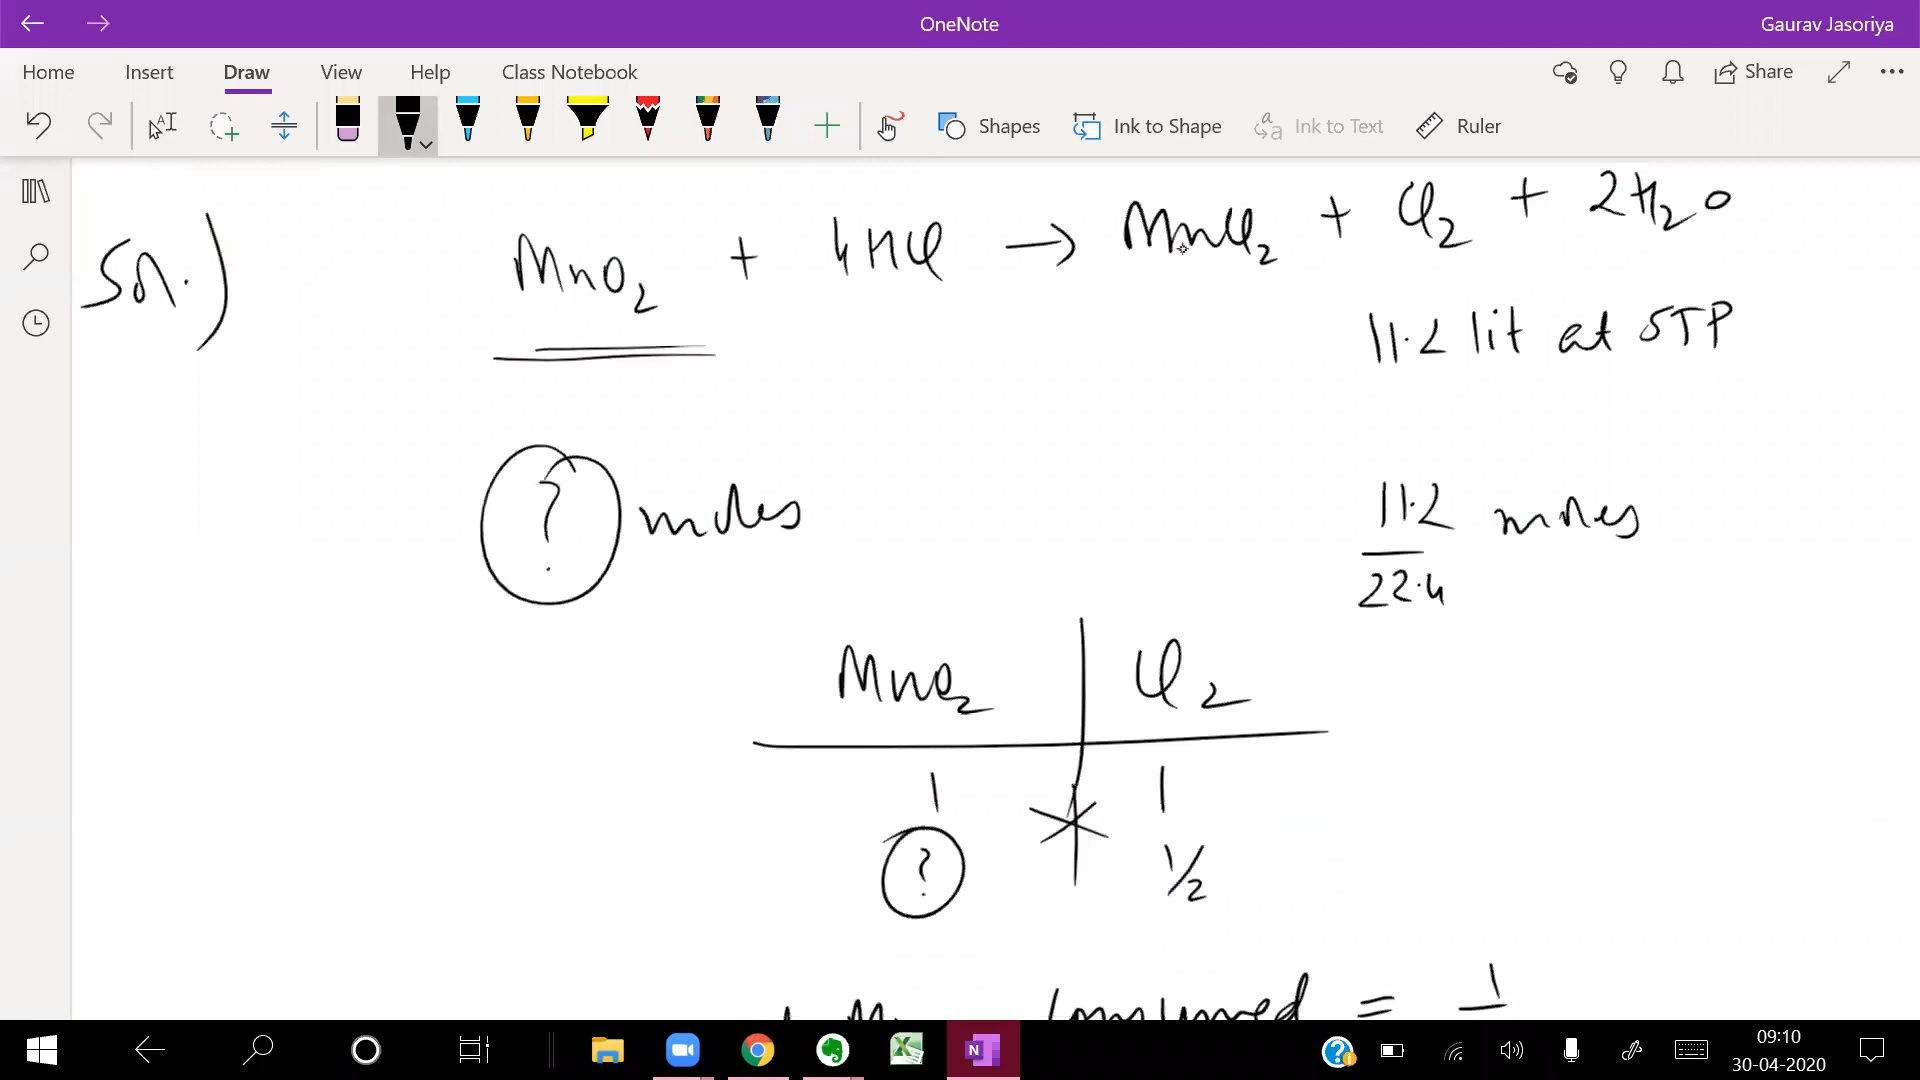 OneNote
Gaurav Jasoriya
Home Insert Draw View Help Class Notebook Share
Shapes Ink to Shape Ink to Text Ruler
Sol.) MnO2 + 4HCl → MnCl2 + Cl2 + 2H2O
11.2 lit at STP
? moles 11.2/22.4 moles
MnO2 | Cl2
1 1
? 1/2
consumed = 1
09:10
30-04-2020